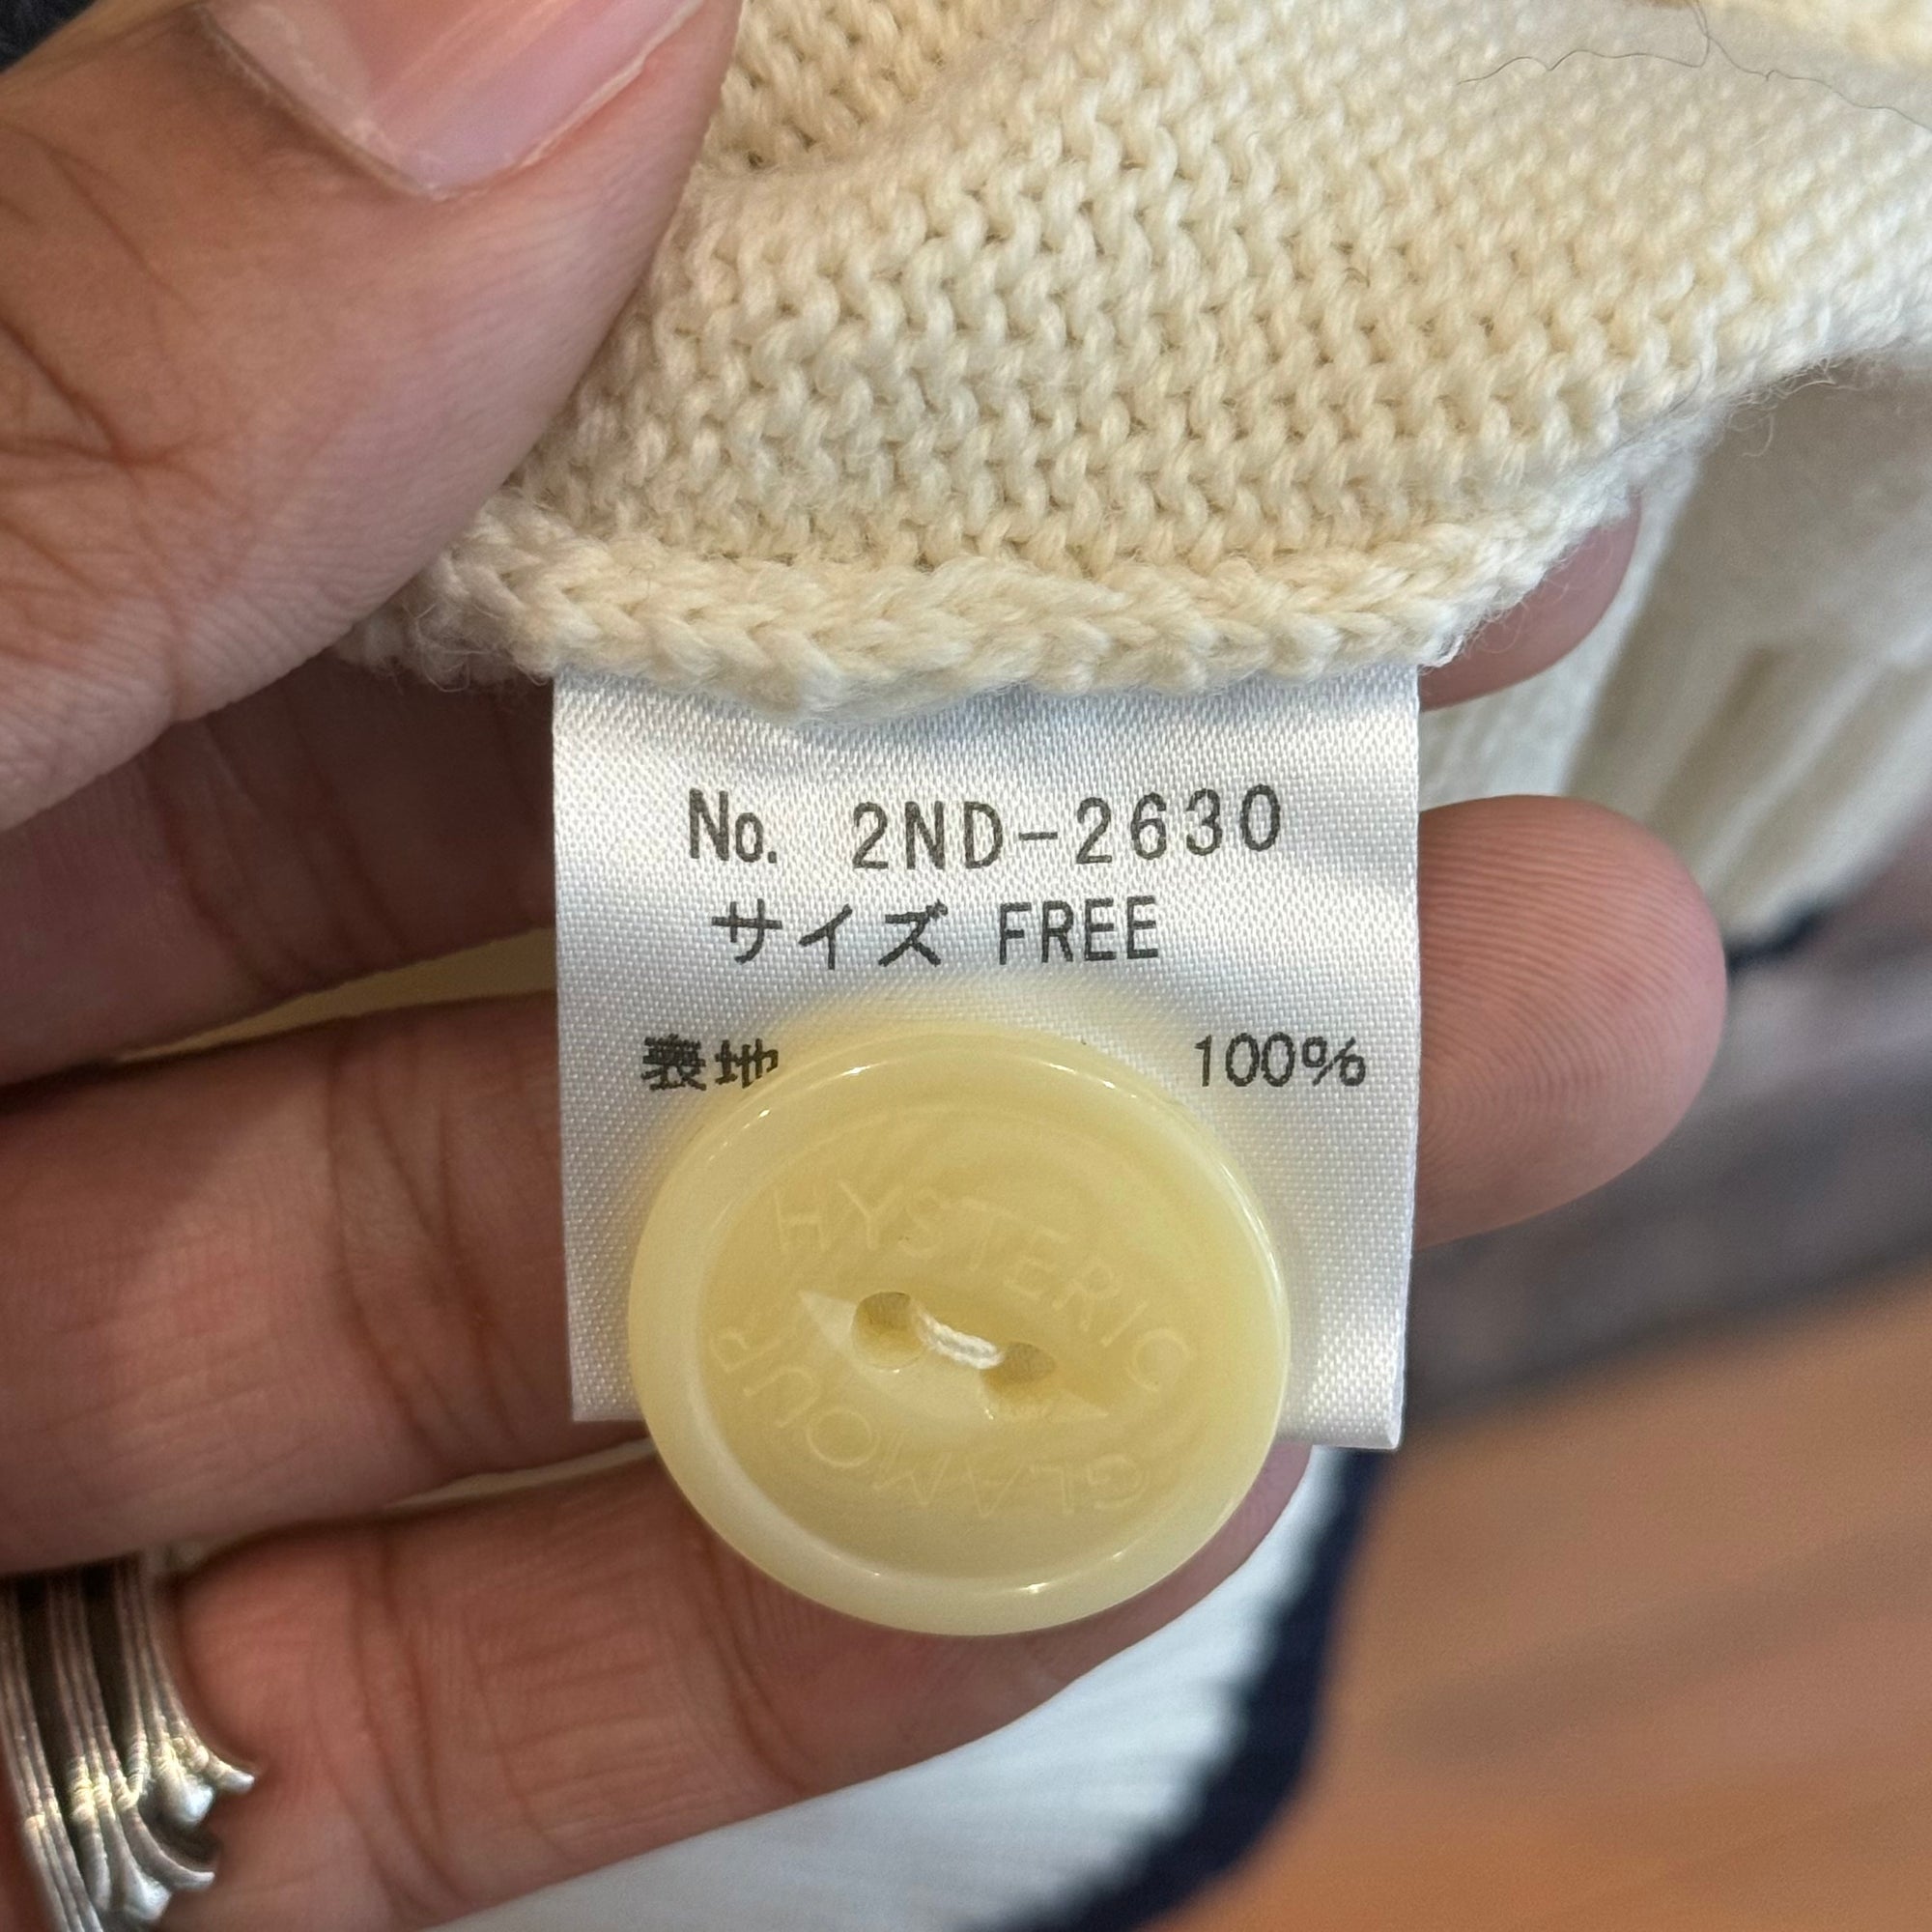 No. 2ND-2630
サイズ FREE
表地 100%
HYSTERIC
GLAMOUR